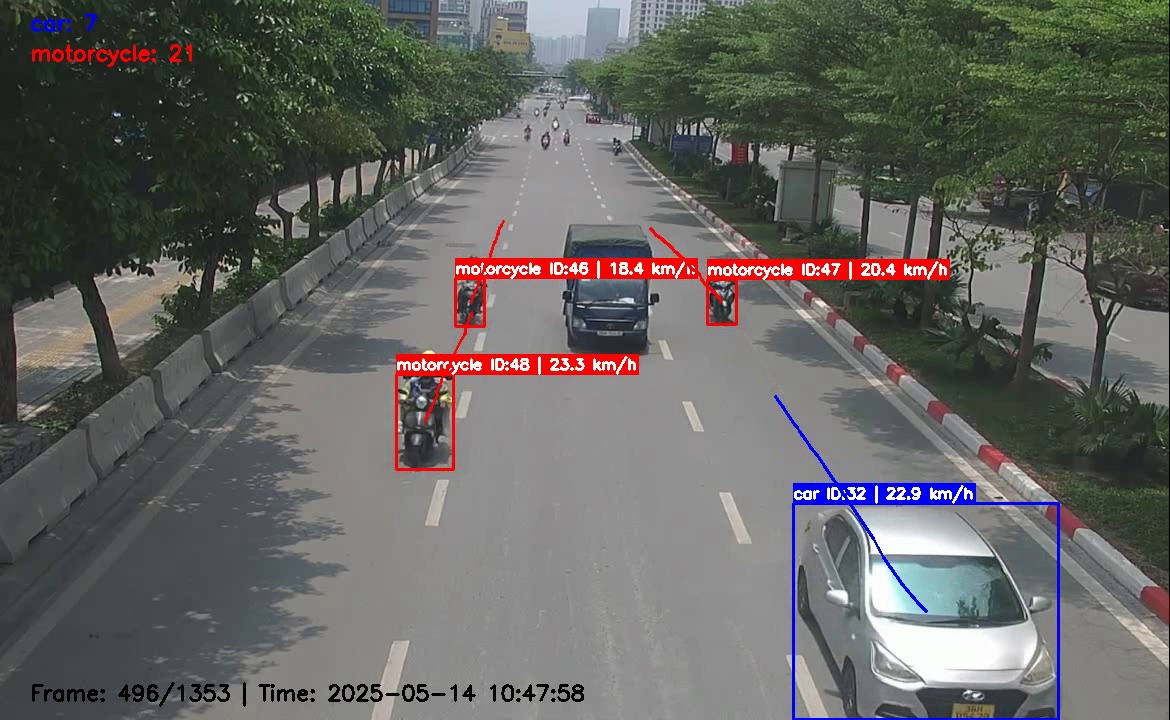 car: 7
motorcycle: 21
motorcycle ID:46 | 18.4 km/h
motorcycle ID:47 | 20.4 km/h
motorcycle ID:48 | 23.3 km/h
car ID:32 | 22.9 km/h
Frame: 496/1353 | Time: 2025-05-14 10:47:58